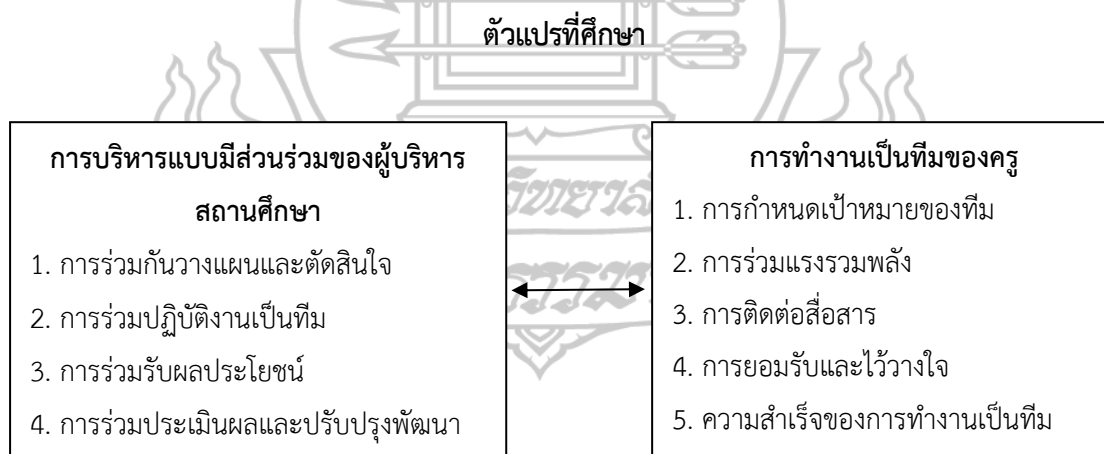 ตัวแปรที่ศึกษา
การบริหารแบบมีส่วนร่วมของผู้บริหาร
สถานศึกษา
1. การร่วมกันวางแผนและตัดสินใจ
2. การร่วมปฏิบัติงานเป็นทีม
3. การร่วมรับผลประโยชน์
4. การร่วมประเมินผลและปรับปรุงพัฒนา
การทำงานเป็นทีมของครู
1. การกำหนดเป้าหมายของทีม
2. การร่วมแรงรวมพลัง
3. การติดต่อสื่อสาร
4. การยอมรับและไว้วางใจ
5. ความสำเร็จของการทำงานเป็นทีม